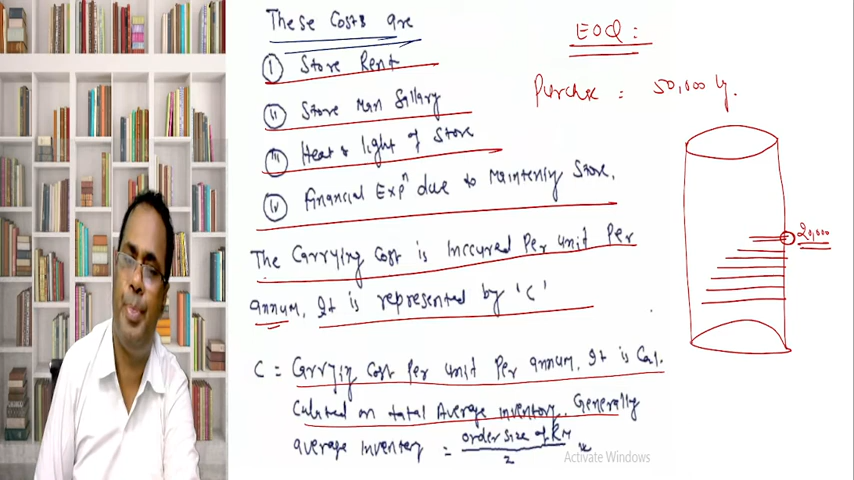 These Costs are
(i) Store Rent
(ii) Store Man Sallary
(iii) Heat & light of Store
(iv) Financial Expn due to Maintening Store.
The Carrying Cost is Inccured Per unit Per
annum, It is represented by 'C'
C = Carrying Cost Per unit Per annum. It is Cal.
Culated on total Average Inventory. Generally
average inventory = order size of RM
2
EOQ:
Purchase = 50,000 kg.
20,000
Activate Windows